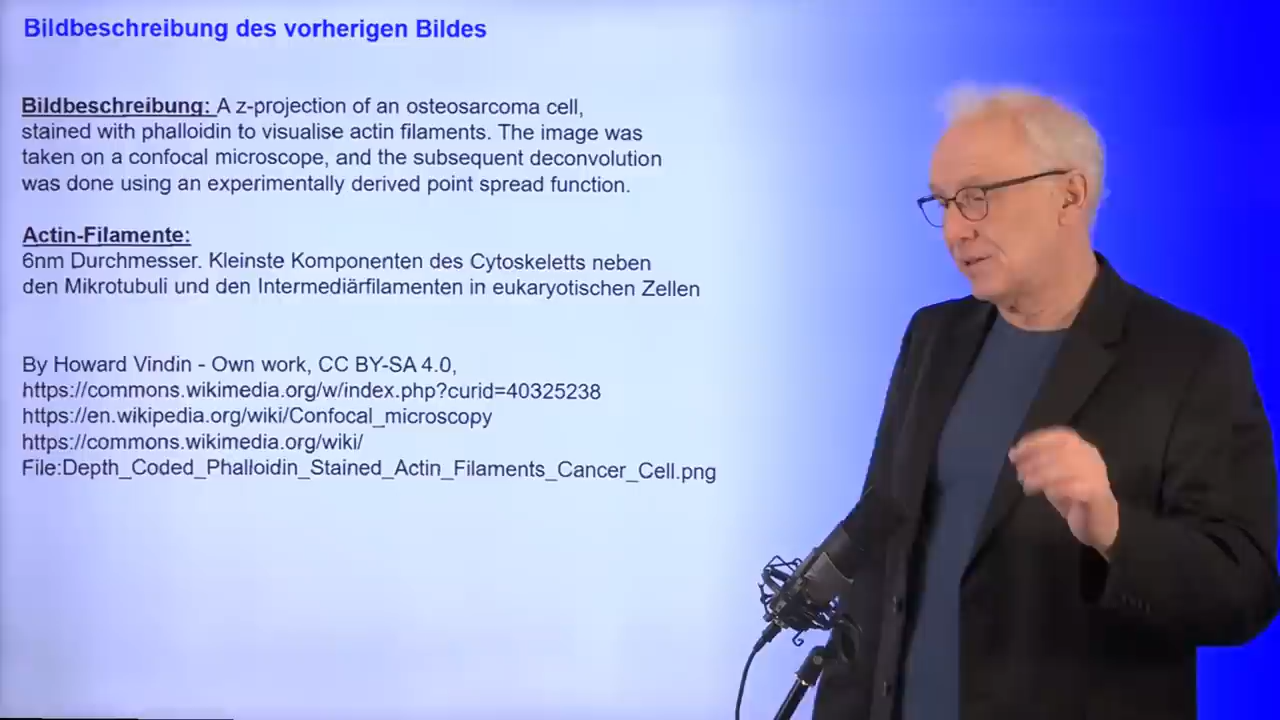 Bildbeschreibung des vorherigen Bildes
Bildbeschreibung: A z-projection of an osteosarcoma cell,
stained with phalloidin to visualise actin filaments. The image was
taken on a confocal microscope, and the subsequent deconvolution
was done using an experimentally derived point spread function.
Actin-Filamente:
6nm Durchmesser. Kleinste Komponenten des Cytoskeletts neben
den Mikrotubuli und den Intermediärfilamenten in eukaryotischen Zellen
By Howard Vindin - Own work, CC BY-SA 4.0,
https://commons.wikimedia.org/w/index.php?curid=40325238
https://en.wikipedia.org/wiki/Confocal_microscopy
https://commons.wikimedia.org/wiki/
File:Depth_Coded_Phalloidin_Stained_Actin_Filaments_Cancer_Cell.png